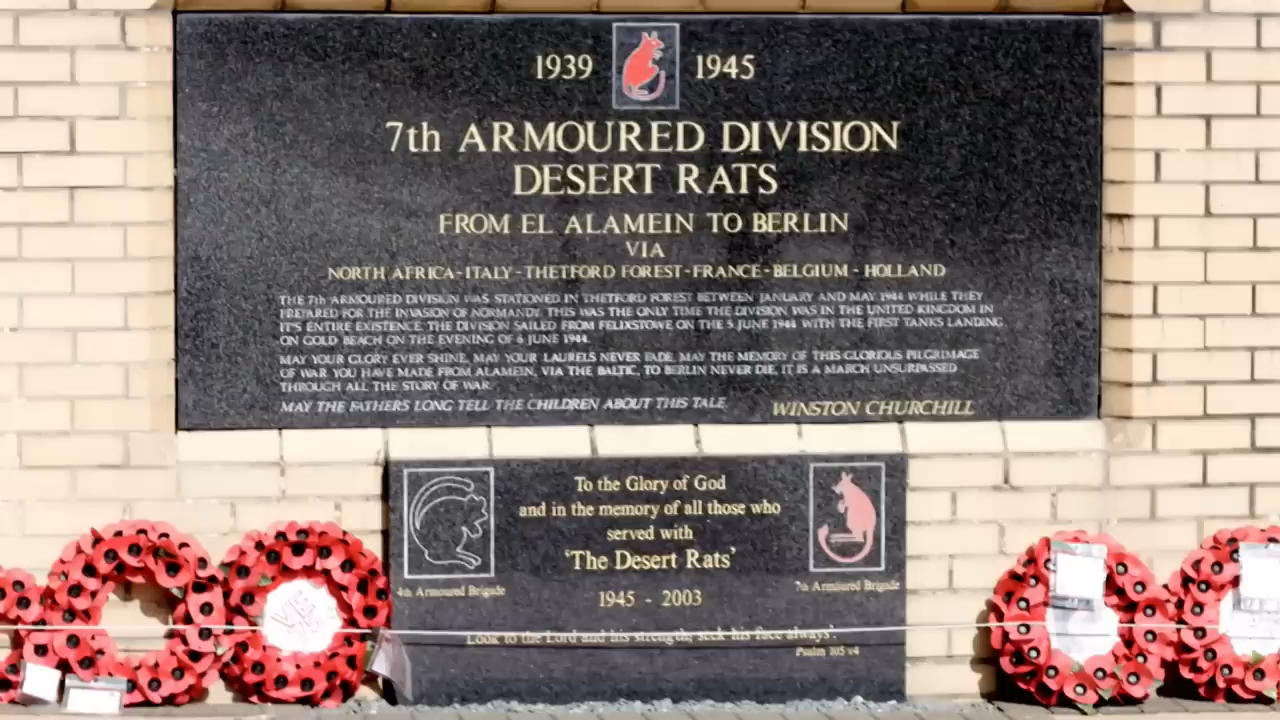 1939 1945
7th ARMOURED DIVISION
DESERT RATS
FROM EL ALAMEIN TO BERLIN
VIA
NORTH AFRICA - ITALY - THETFORD FOREST - FRANCE - BELGIUM - HOLLAND
THE 7th ARMOURED DIVISION WAS STATIONED IN THETFORD FOREST BETWEEN JANUARY AND MAY 1944 WHILE THEY
PREPARED FOR THE INVASION OF NORMANDY. THIS WAS THE ONLY TIME THE DIVISION WAS IN THE UNITED KINGDOM IN
IT'S ENTIRE EXISTENCE. THE DIVISION SAILED FROM FELIXSTOWE ON THE 5 JUNE 1944 WITH THE FIRST TANKS LANDING
ON GOLD BEACH ON THE EVENING OF 6 JUNE 1944.
MAY YOUR GLORY EVER SHINE, MAY YOUR LAURELS NEVER FADE, MAY THE MEMORY OF THIS GLORIOUS PILGRIMAGE
OF WAR YOU HAVE MADE FROM ALAMEIN, VIA THE BALTIC, TO BERLIN NEVER DIE. IT IS A MARCH UNSURPASSED
THROUGH ALL THE STORY OF WAR.
MAY THE FATHERS LONG TELL THE CHILDREN ABOUT THIS TALE. WINSTON CHURCHILL
To the Glory of God
and in the memory of all those who
served with
'The Desert Rats'
4th Armoured Brigade 7th Armoured Brigade
1945 - 2003
'Look to the Lord and his strength; seek his face always'.
Psalm 105 v4